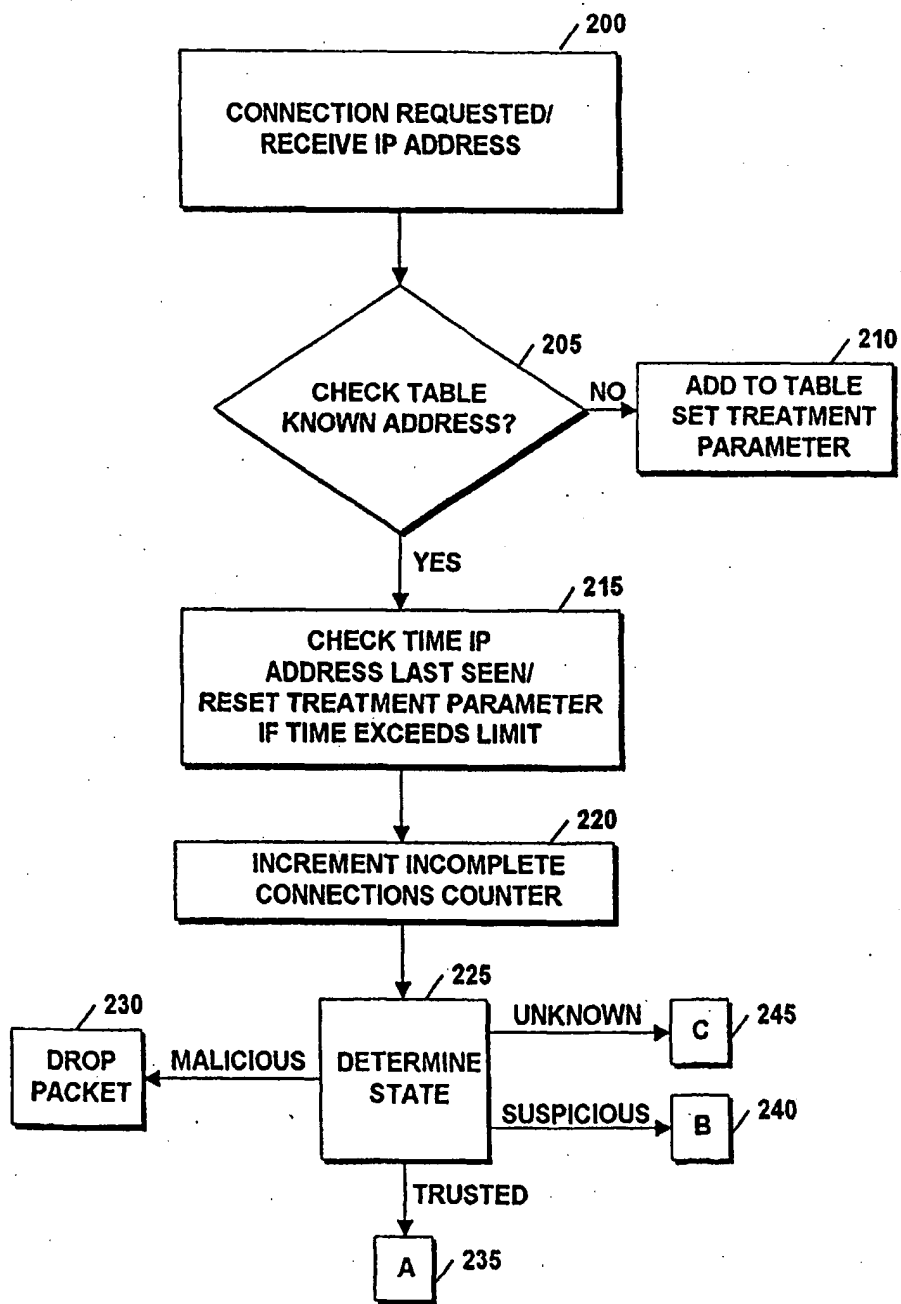 200
CONNECTION REQUESTED/
RECEIVE IP ADDRESS
205
CHECK TABLE
KNOWN ADDRESS?
NO
210
ADD TO TABLE
SET TREATMENT
PARAMETER
YES
215
CHECK TIME IP
ADDRESS LAST SEEN/
RESET TREATMENT PARAMETER
IF TIME EXCEEDS LIMIT
220
INCREMENT INCOMPLETE
CONNECTIONS COUNTER
225
DETERMINE
STATE
230
DROP
PACKET
MALICIOUS
UNKNOWN
C
245
SUSPICIOUS
B
240
TRUSTED
A
235